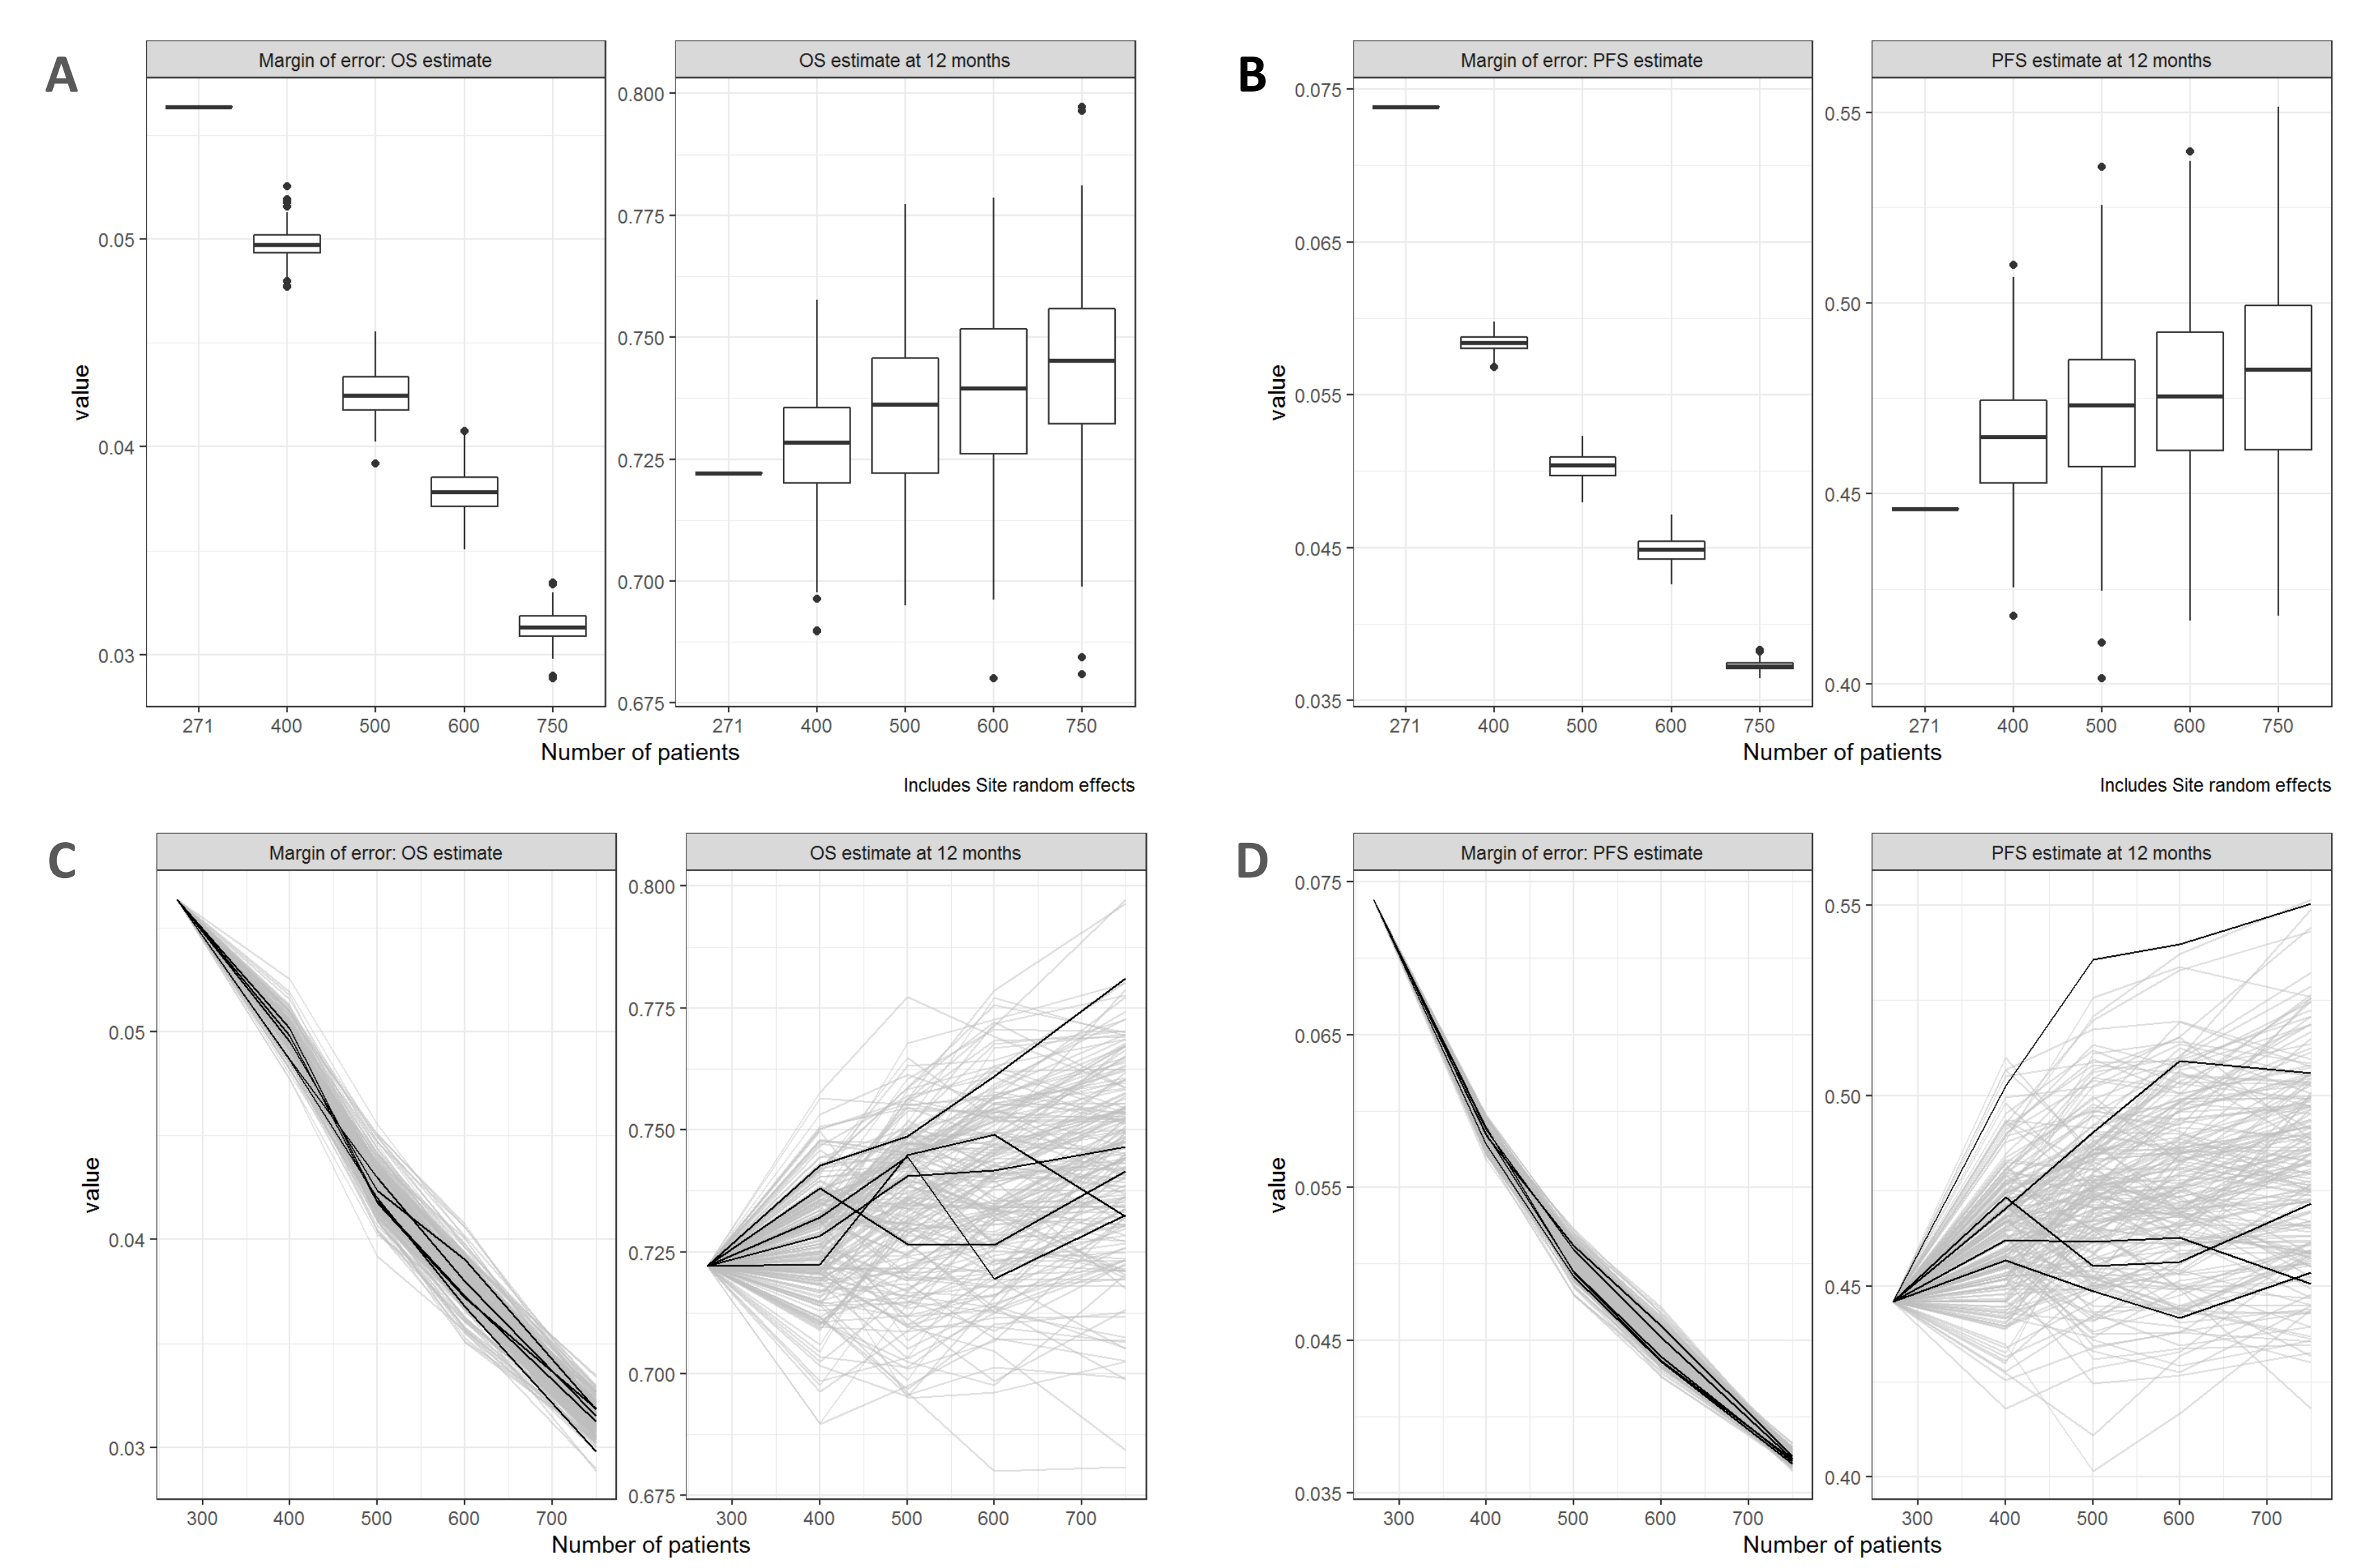 A
Margin of error: OS estimate
OS estimate at 12 months
value
0.05
0.04
0.03
0.800
0.775
0.750
0.725
0.700
0.675
271 400 500 600 750
271 400 500 600 750
Number of patients
Includes Site random effects
B
Margin of error: PFS estimate
PFS estimate at 12 months
value
0.075
0.065
0.055
0.045
0.035
0.55
0.50
0.45
0.40
271 400 500 600 750
271 400 500 600 750
Number of patients
Includes Site random effects
C
Margin of error: OS estimate
OS estimate at 12 months
value
0.05
0.04
0.03
0.800
0.775
0.750
0.725
0.700
0.675
300 400 500 600 700
300 400 500 600 700
Number of patients
D
Margin of error: PFS estimate
PFS estimate at 12 months
value
0.075
0.065
0.055
0.045
0.035
0.55
0.50
0.45
0.40
300 400 500 600 700
300 400 500 600 700
Number of patients